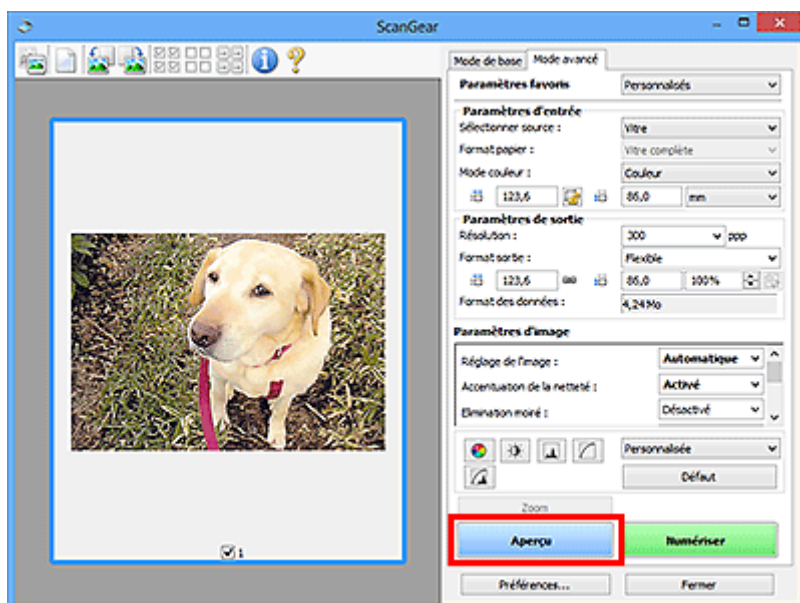 ScanGear
Mode de base Mode avancé
Paramètres favoris Personnalisés
Paramètres d'entrée
Sélectionner source : Vitre
Format papier : Vitre complète
Mode couleur : Couleur
123,6 86,0 mm
Paramètres de sortie
Résolution : 300 ppp
Format sortie : Flexible
123,6 86,0 100%
Format des données : 4,24Mo
Paramètres d'image
Réglage de l'image : Automatique
Accentuation de la netteté : Activé
Elimination moiré : Désactivé
Personnalisée
Défaut
Zoom
Aperçu Numériser
1
Préférences... Fermer